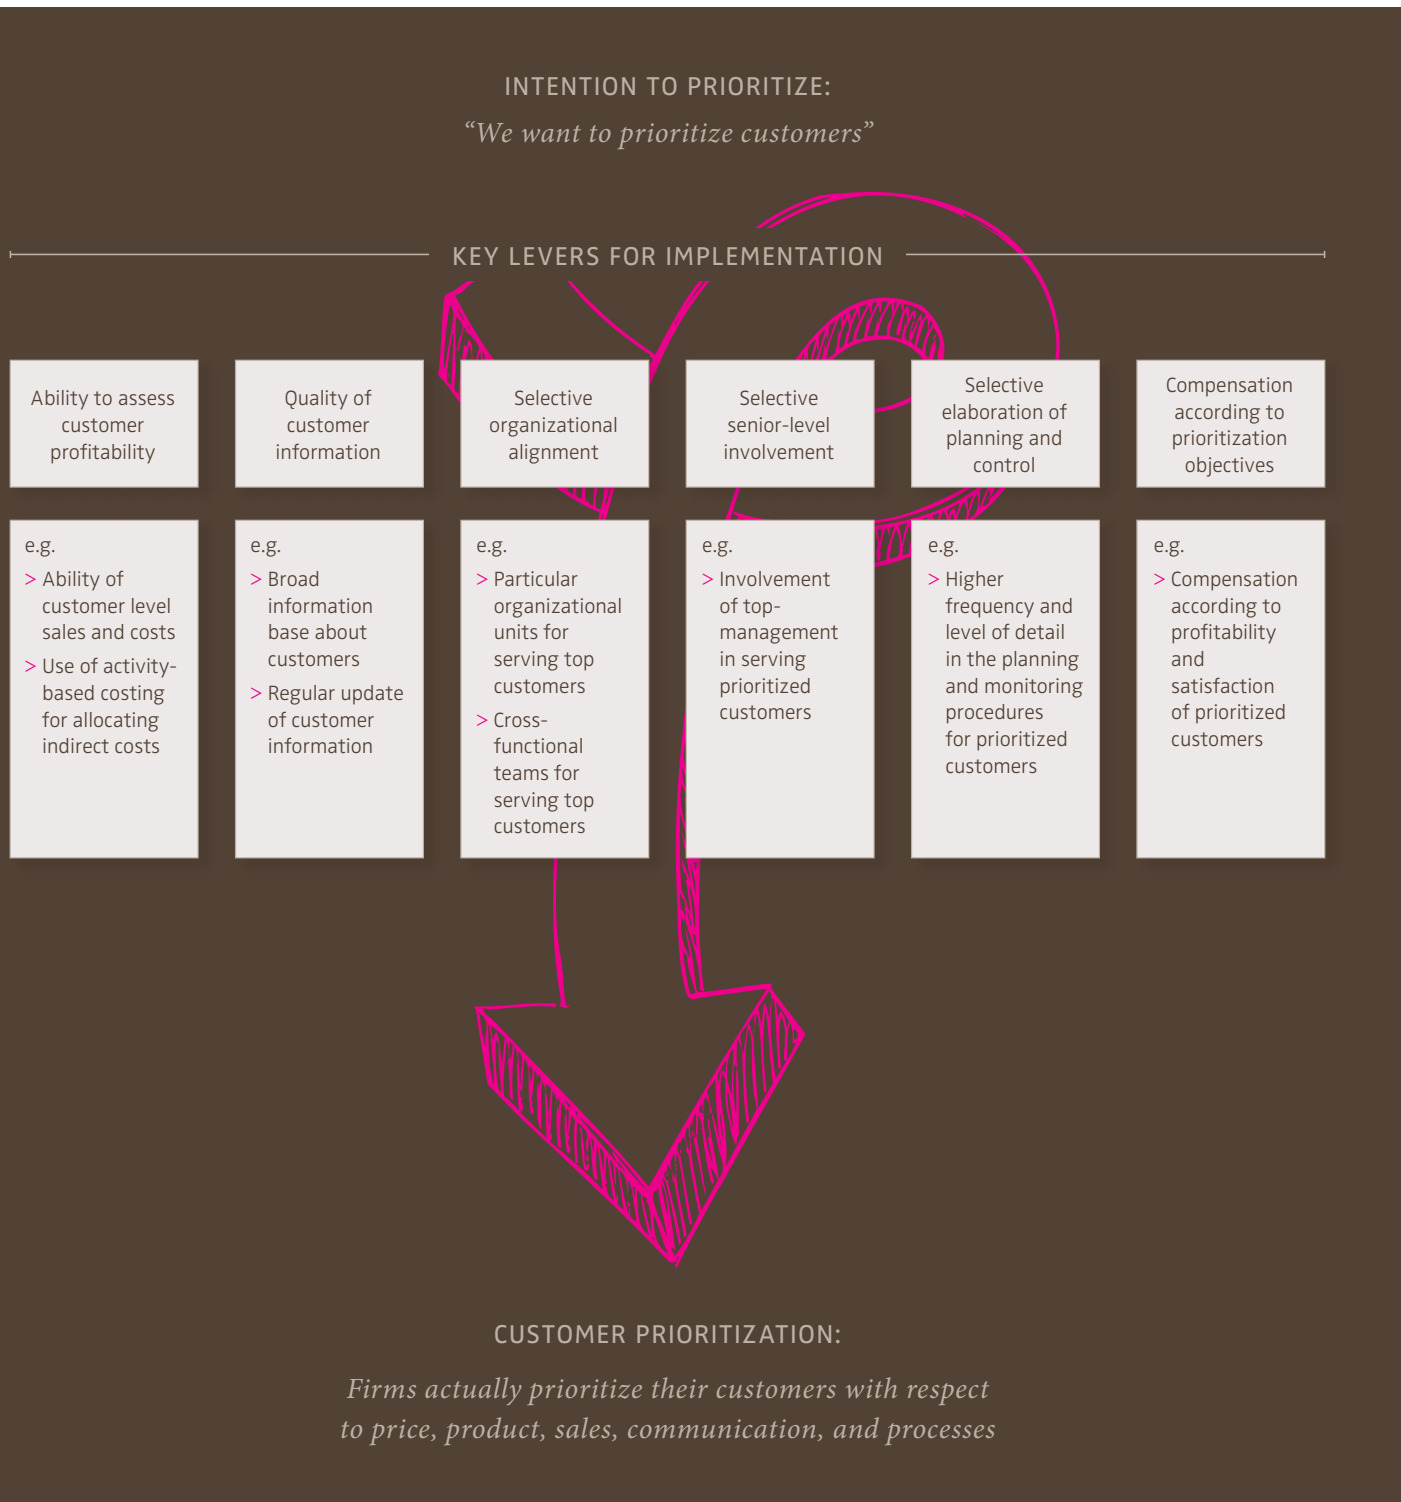 INTENTION TO PRIORITIZE:
“We want to prioritize customers”
KEY LEVERS FOR IMPLEMENTATION
Ability to assess
customer
profitability
Quality of
customer
information
Selective
organizational
alignment
Selective
senior-level
involvement
Selective
elaboration of
planning and
control
Compensation
according to
prioritization
objectives
e.g.
> Ability of
customer level
sales and costs
> Use of activity-
based costing
for allocating
indirect costs
e.g.
> Broad
information
base about
customers
> Regular update
of customer
information
e.g.
> Particular
organizational
units for
serving top
customers
> Cross-
functional
teams for
serving top
customers
e.g.
> Involvement
of top-
management
in serving
prioritized
customers
e.g.
> Higher
frequency and
level of detail
in the planning
and monitoring
procedures
for prioritized
customers
e.g.
> Compensation
according to
profitability
and
satisfaction
of prioritized
customers
CUSTOMER PRIORITIZATION:
Firms actually prioritize their customers with respect
to price, product, sales, communication, and processes